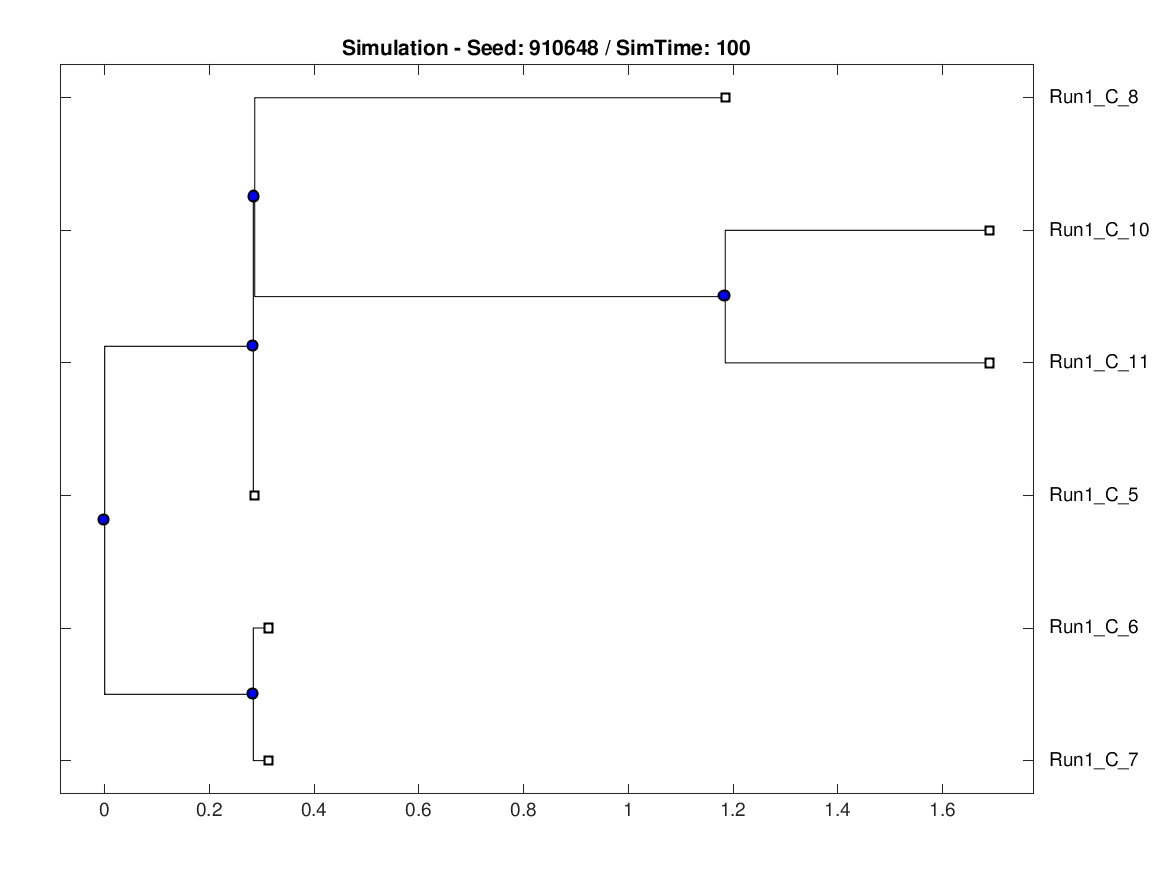 Simulation - Seed: 910648 / SimTime: 100
Run1_C_8
Run1_C_10
Run1_C_11
Run1_C_5
Run1_C_6
Run1_C_7
0 0.2 0.4 0.6 0.8 1 1.2 1.4 1.6